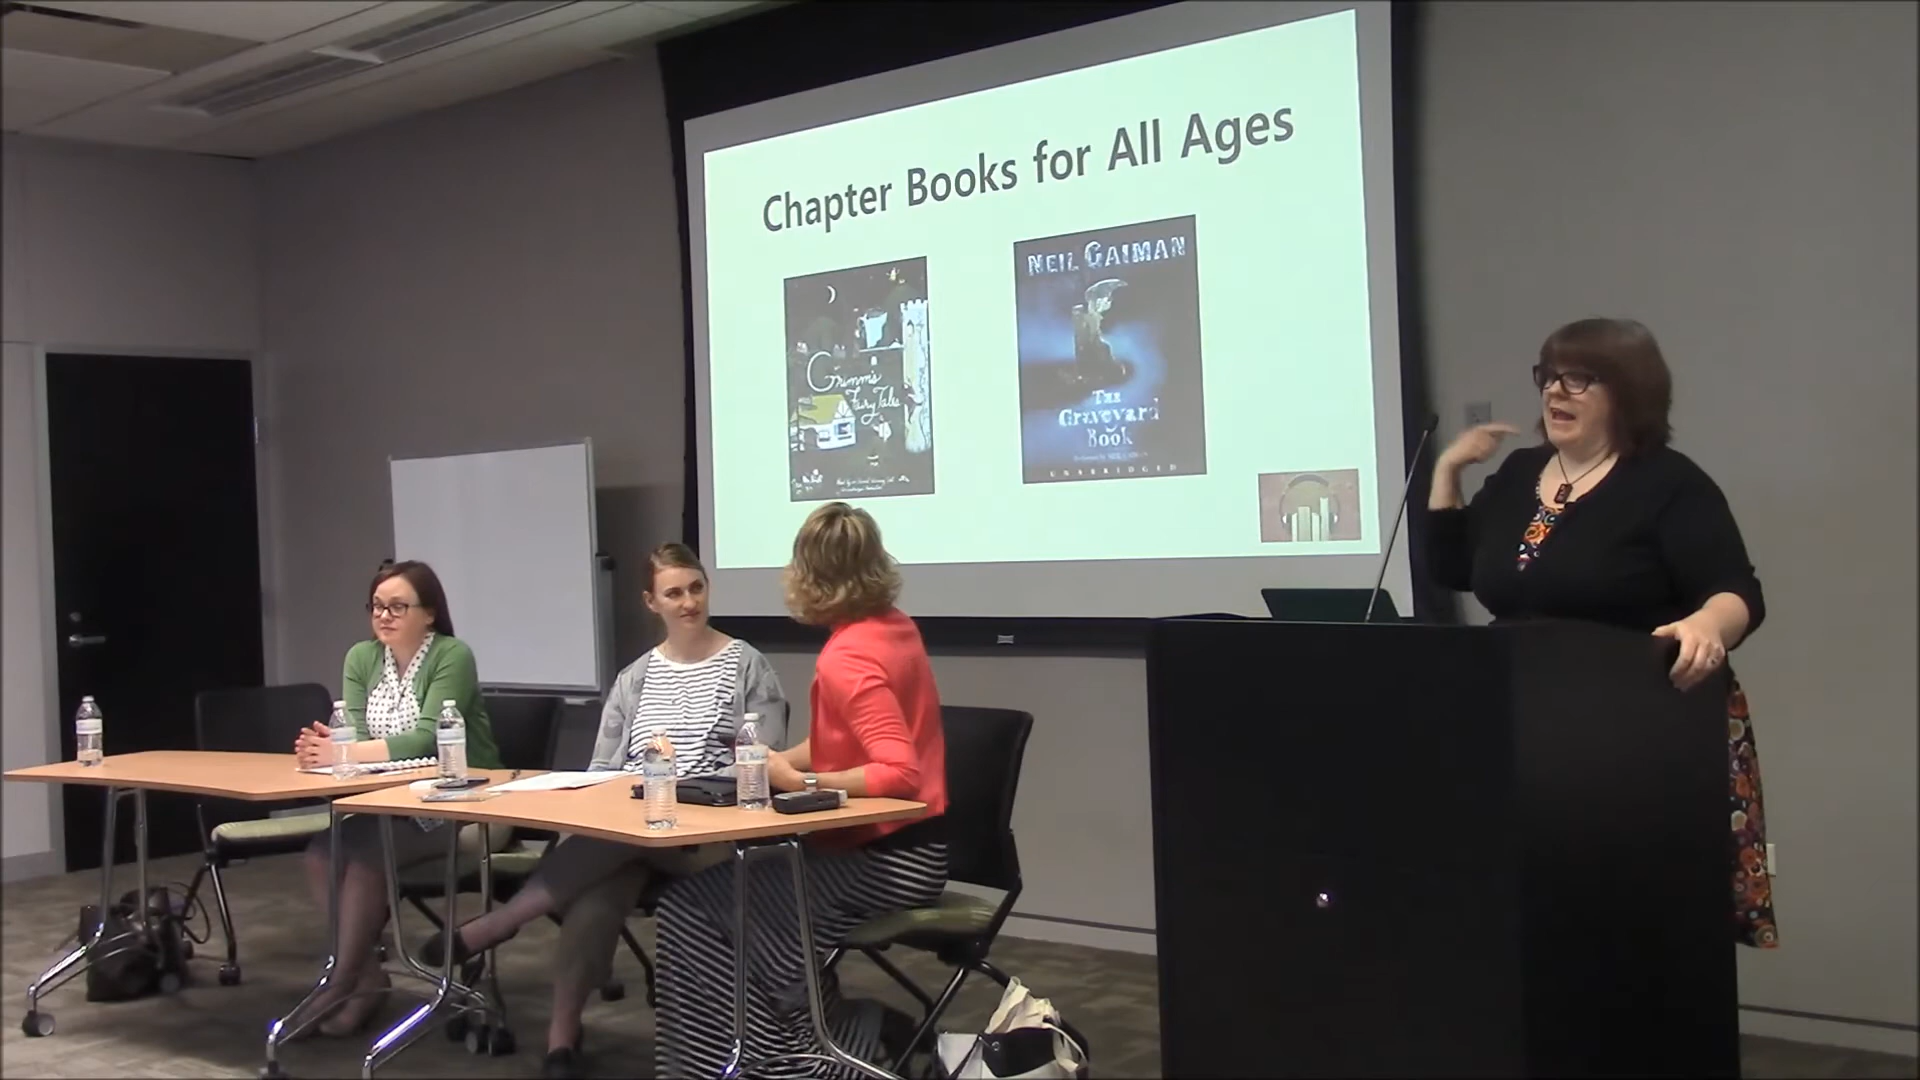 Chapter Books for All Ages
Grimm's
Fairy Tales
NEIL GAIMAN
The
Graveyard
Book
UNABRIDGED